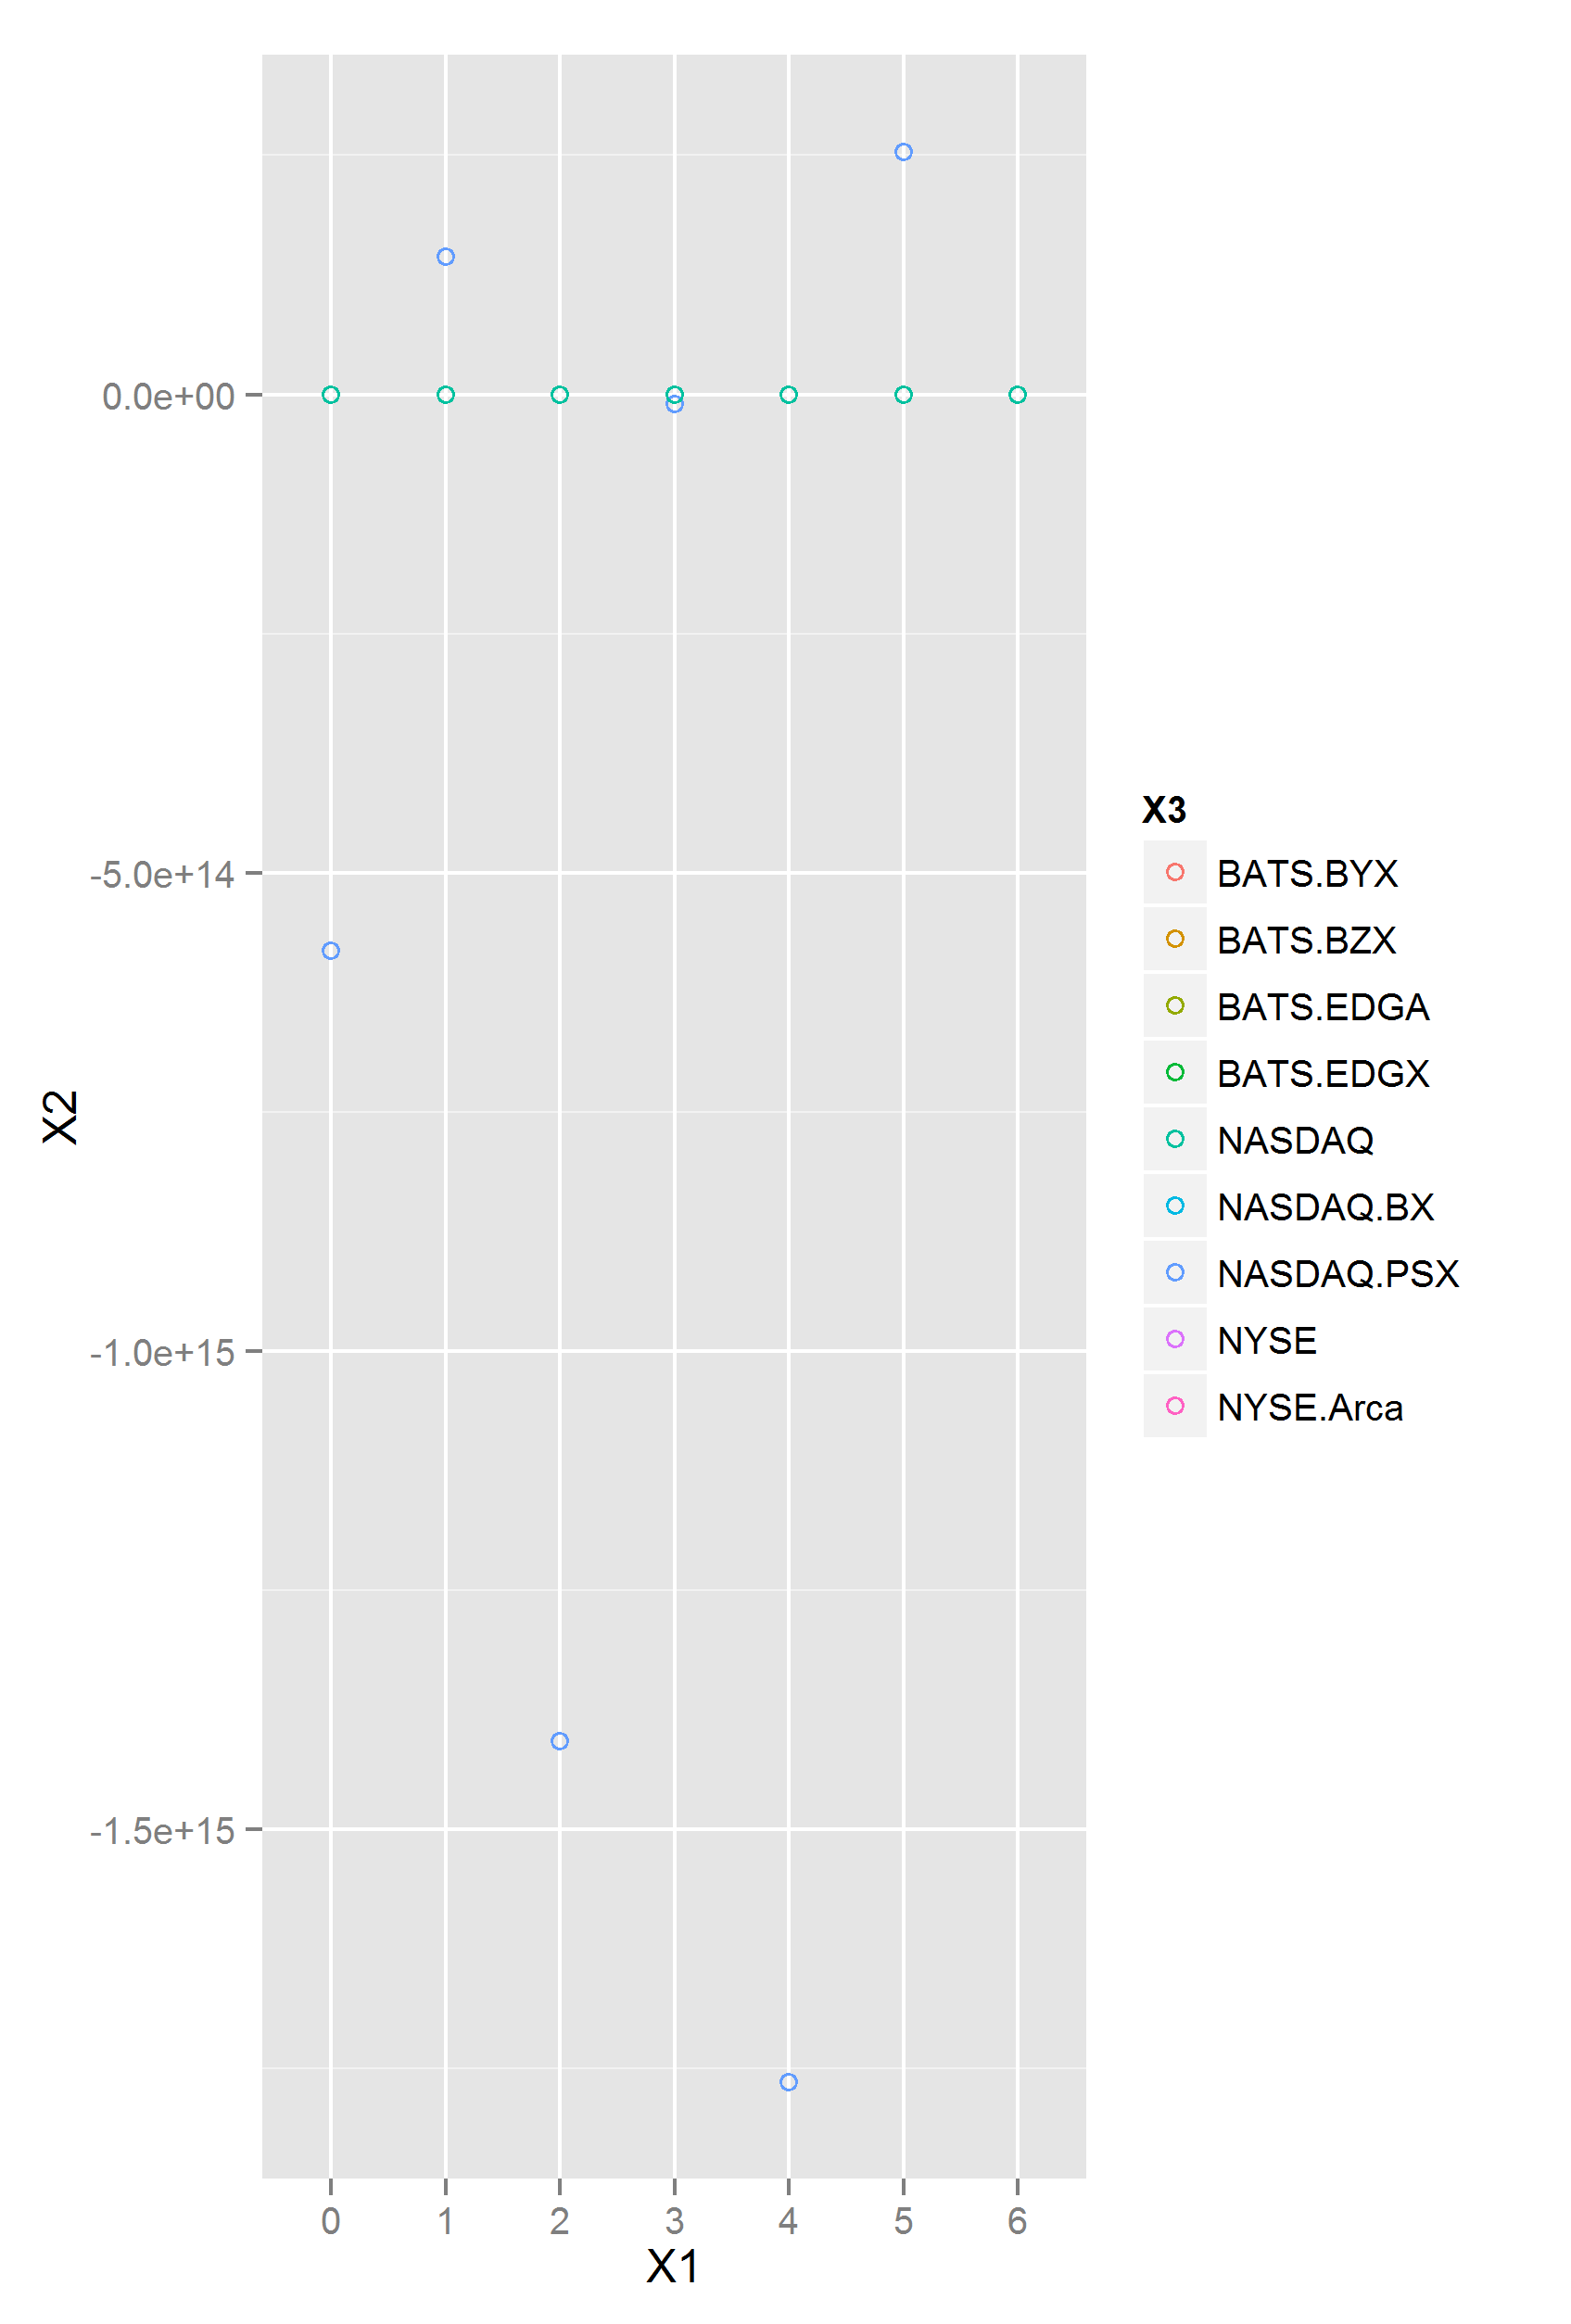 0.0e+00
-5.0e+14
-1.0e+15
-1.5e+15
X2
0 1 2 3 4 5 6
X1
X3
BATS.BYX
BATS.BZX
BATS.EDGA
BATS.EDGX
NASDAQ
NASDAQ.BX
NASDAQ.PSX
NYSE
NYSE.Arca